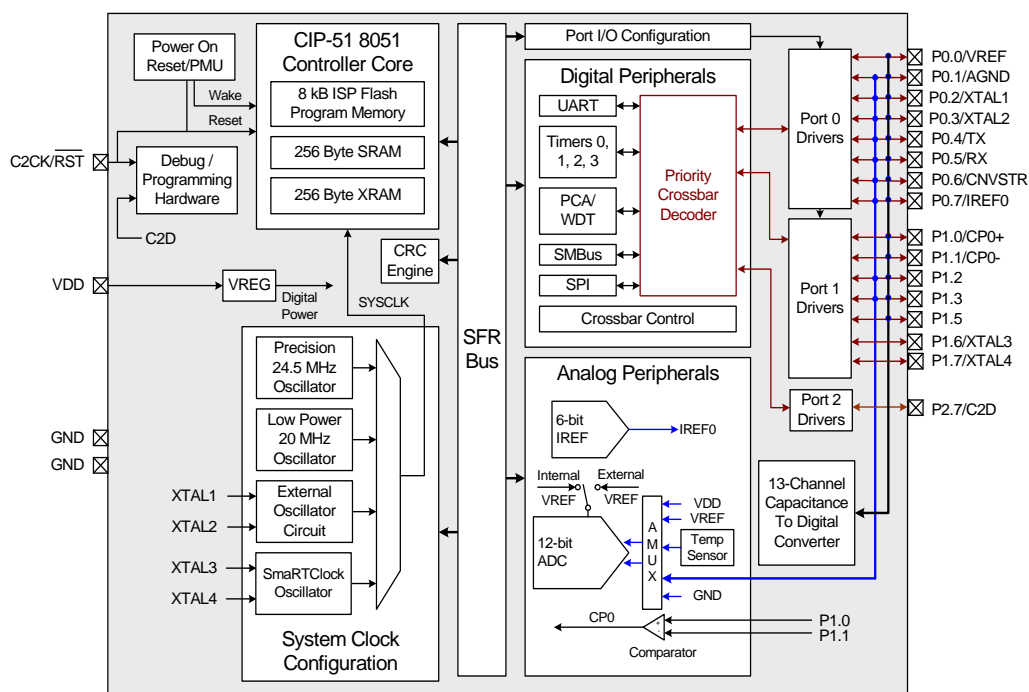 Power On
Reset/PMU
Wake
Reset
C2CK/RST
Debug /
Programming
Hardware
C2D
VDD
VREG
Digital
Power
SYSCLK
GND
GND
CIP-51 8051
Controller Core
8 kB ISP Flash
Program Memory
256 Byte SRAM
256 Byte XRAM
CRC
Engine
Precision
24.5 MHz
Oscillator
Low Power
20 MHz
Oscillator
XTAL1
XTAL2
External
Oscillator
Circuit
XTAL3
XTAL4
SmaRTClock
Oscillator
System Clock
Configuration
SFR
Bus
Port I/O Configuration
Digital Peripherals
UART
Timers 0,
1, 2, 3
PCA/
WDT
SMBus
SPI
Priority
Crossbar
Decoder
Crossbar Control
Analog Peripherals
6-bit
IREF
IREF0
Internal
External
VREF
VREF
12-bit
ADC
A
M
U
X
VDD
VREF
Temp
Sensor
GND
CP0
+
-
Comparator
P1.0
P1.1
Port 0
Drivers
Port 1
Drivers
Port 2
Drivers
13-Channel
Capacitance
To Digital
Converter
P0.0/VREF
P0.1/AGND
P0.2/XTAL1
P0.3/XTAL2
P0.4/TX
P0.5/RX
P0.6/CNVSTR
P0.7/IREF0
P1.0/CP0+
P1.1/CP0-
P1.2
P1.3
P1.5
P1.6/XTAL3
P1.7/XTAL4
P2.7/C2D